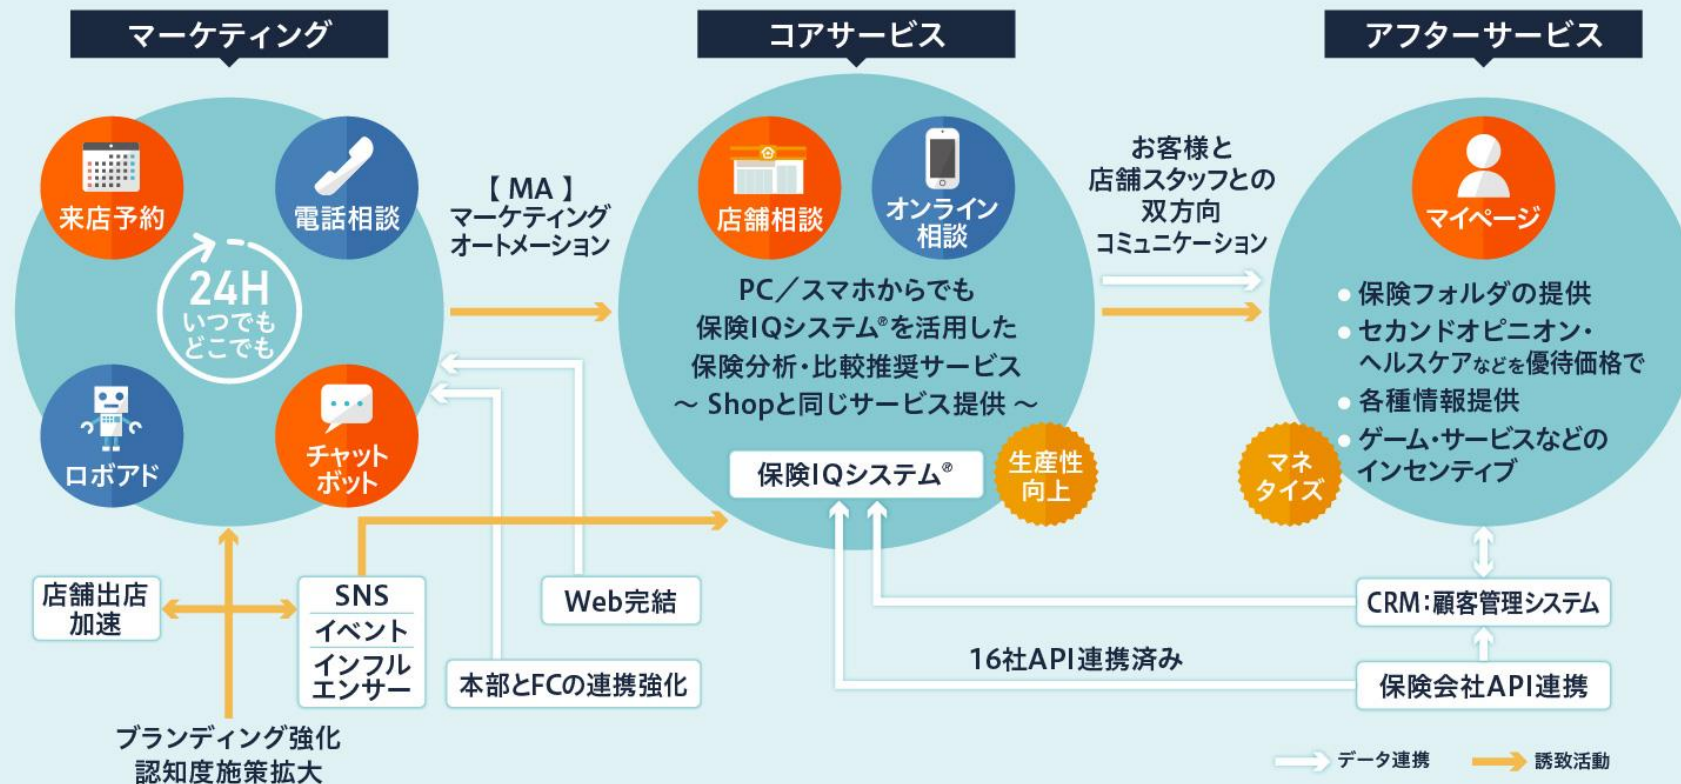 マーケティング
来店予約
電話相談
24H
いつでも
どこでも
ロボアド
チャット
ボット
【 MA 】
マーケティング
オートメーション
コアサービス
店舗相談
オンライン
相談
PC／スマホからでも
保険IQシステム®を活用した
保険分析・比較推奨サービス
～ Shopと同じサービス提供 ～
保険IQシステム®
生産性
向上
お客様と
店舗スタッフとの
双方向
コミュニケーション
アフターサービス
マイページ
● 保険フォルダの提供
● セカンドオピニオン・
ヘルスケアなどを優待価格で
● 各種情報提供
● ゲーム・サービスなどの
インセンティブ
マネ
タイズ
店舗出店
加速
SNS
イベント
インフル
エンサー
Web完結
本部とFCの連携強化
ブランディング強化
認知度施策拡大
CRM：顧客管理システム
16社API連携済み
保険会社API連携
データ連携
誘致活動